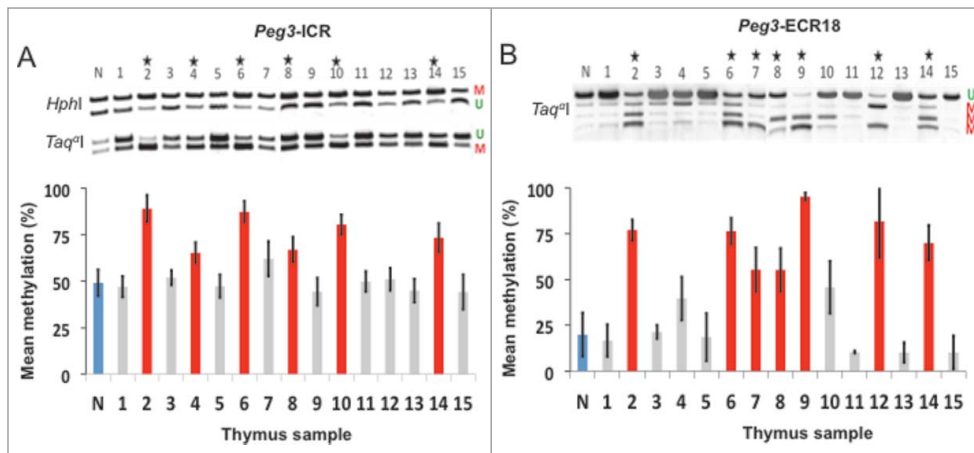 A
Peg3-ICR
★ ★ ★ ★ ★ ★
N 1 2 3 4 5 6 7 8 9 10 11 12 13 14 15
HphI
M
U
TaqαI
U
M
Mean methylation (%)
100
75
50
25
0
N 1 2 3 4 5 6 7 8 9 10 11 12 13 14 15
Thymus sample
B
Peg3-ECR18
★ ★ ★ ★ ★ ★ ★
N 1 2 3 4 5 6 7 8 9 10 11 12 13 14 15
TaqαI
U
M
M
M
Mean methylation (%)
100
75
50
25
0
N 1 2 3 4 5 6 7 8 9 10 11 12 13 14 15
Thymus sample